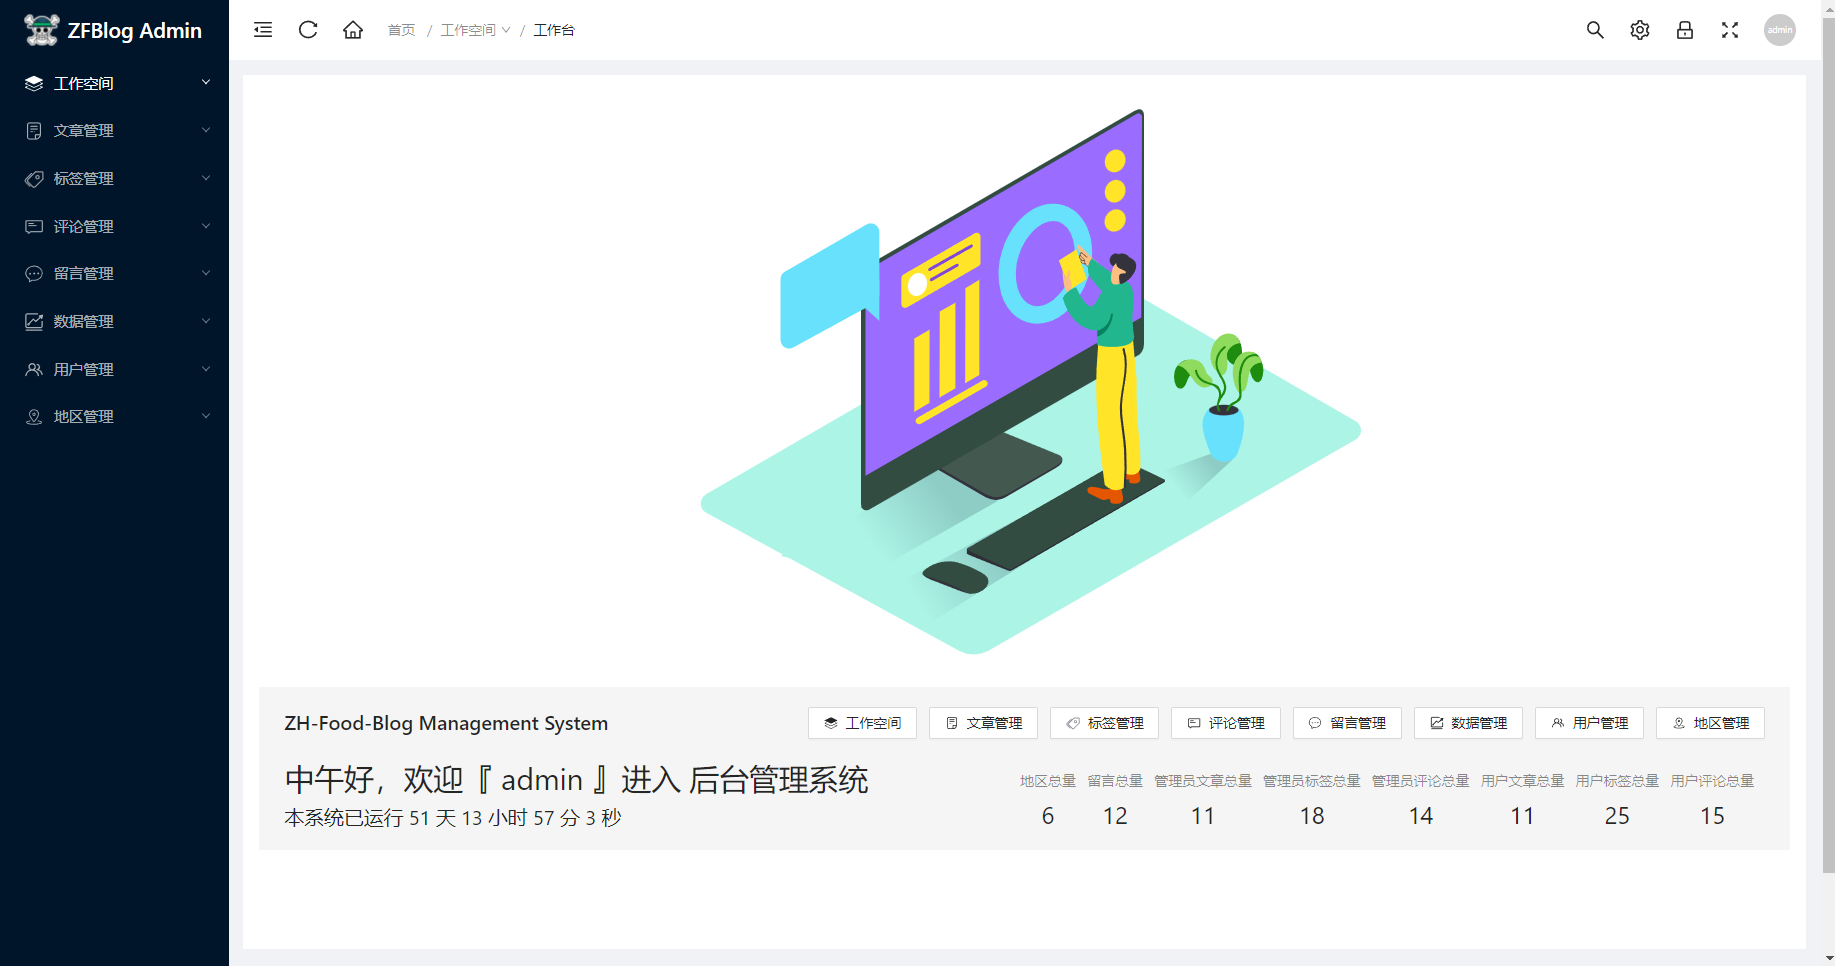 ZFBlog Admin
首页 / 工作空间 / 工作台
admin
工作空间
文章管理
标签管理
评论管理
留言管理
数据管理
用户管理
地区管理
ZH-Food-Blog Management System
工作空间 文章管理 标签管理 评论管理 留言管理 数据管理 用户管理 地区管理
中午好，欢迎『 admin 』进入 后台管理系统
本系统已运行 51 天 13 小时 57 分 3 秒
地区总量 留言总量 管理员文章总量 管理员标签总量 管理员评论总量 用户文章总量 用户标签总量 用户评论总量
6 12 11 18 14 11 25 15